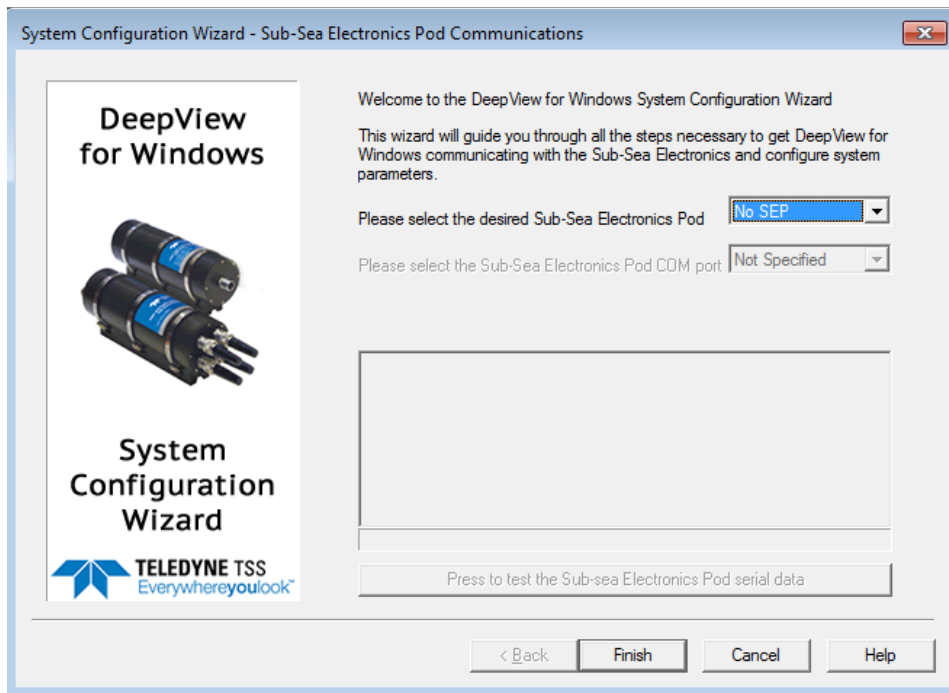 System Configuration Wizard - Sub-Sea Electronics Pod Communications
DeepView
for Windows
System
Configuration
Wizard
TELEDYNE TSS
Everywhereyoulook™
Welcome to the DeepView for Windows System Configuration Wizard
This wizard will guide you through all the steps necessary to get DeepView for
Windows communicating with the Sub-Sea Electronics and configure system
parameters.
Please select the desired Sub-Sea Electronics Pod
No SEP
Please select the Sub-Sea Electronics Pod COM port
Not Specified
Press to test the Sub-sea Electronics Pod serial data
< Back
Finish
Cancel
Help